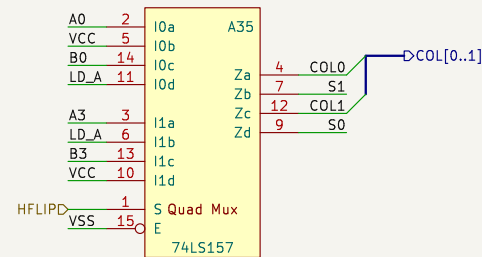 A0 2 I0a A35
VCC 5 I0b
B0 14 I0c
LD_A 11 I0d
Za 4 COL0 COL[0..1]
Zb 7 S1
Zc 12 COL1
Zd 9 S0
A3 3 I1a
LD_A 6 I1b
B3 13 I1c
VCC 10 I1d
HFLIP 1 S Quad Mux
VSS 15 E
74LS157